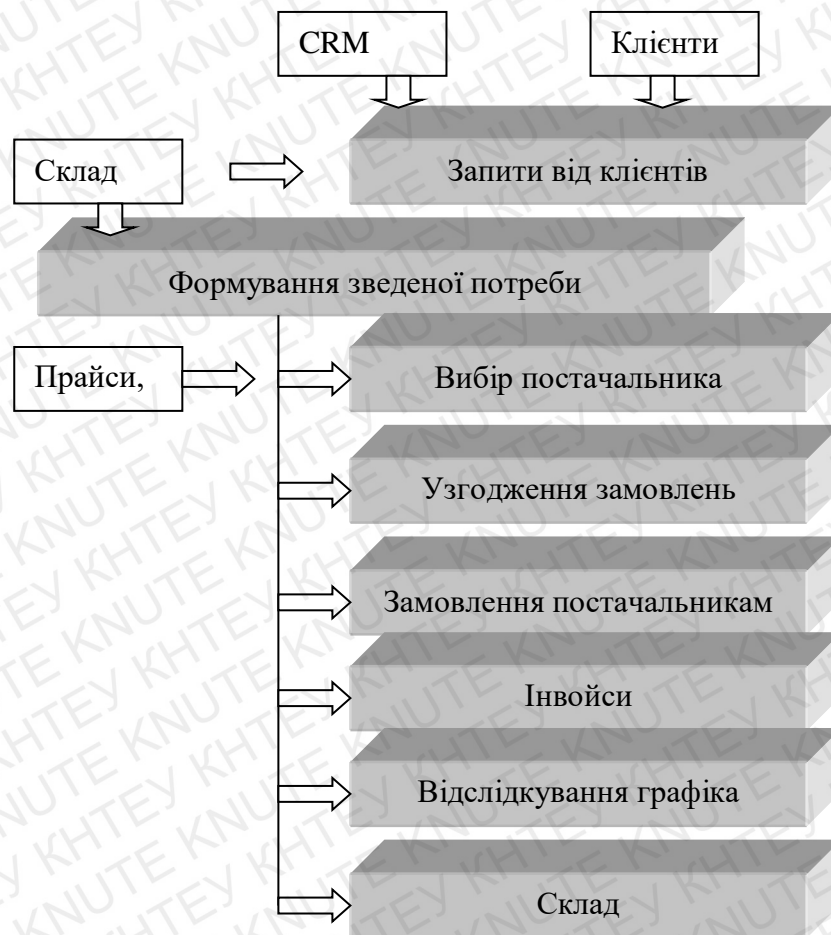 CRM
Клієнти
Склад
Запити від клієнтів
Формування зведеної потреби
Прайси,
Вибір постачальника
Узгодження замовлень
Замовлення постачальникам
Інвойси
Відслідкування графіка
Склад